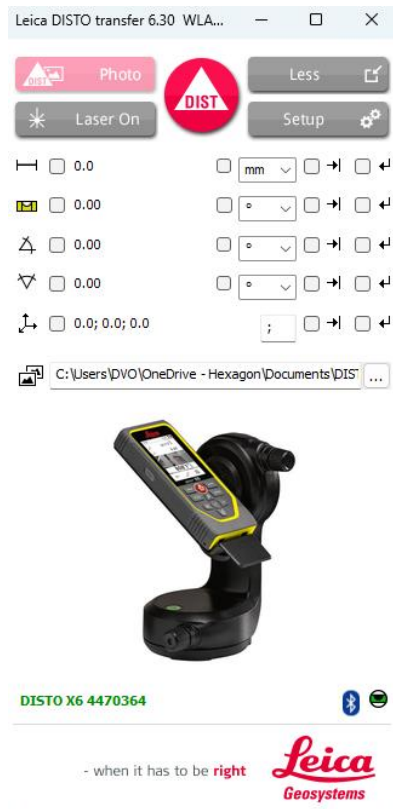 Leica DISTO transfer 6.30 WLA...
Photo
DIST
Less
Laser On
DIST
Setup
0.0
mm
0.00
°
0.00
°
0.00
°
0.0; 0.0; 0.0
;
C:\Users\DVO\OneDrive - Hexagon\Documents\DIS
...
DISTO X6 4470364
- when it has to be right
Leica
Geosystems